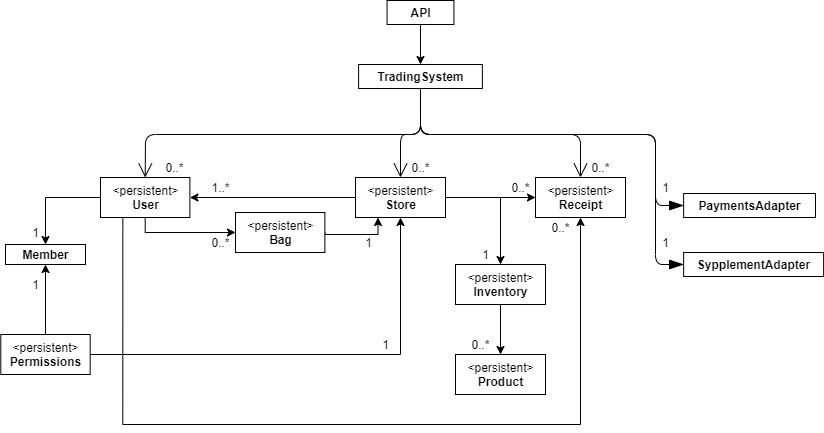 API
TradingSystem
0..*
0..*
0..*
<persistent>
User
1..*
<persistent>
Store
0..*
<persistent>
Receipt
1
PaymentsAdapter
1
Member
0..*
<persistent>
Bag
1
0..*
1
SypplementAdapter
1
1
<persistent>
Inventory
<persistent>
Permissions
1
0..*
<persistent>
Product